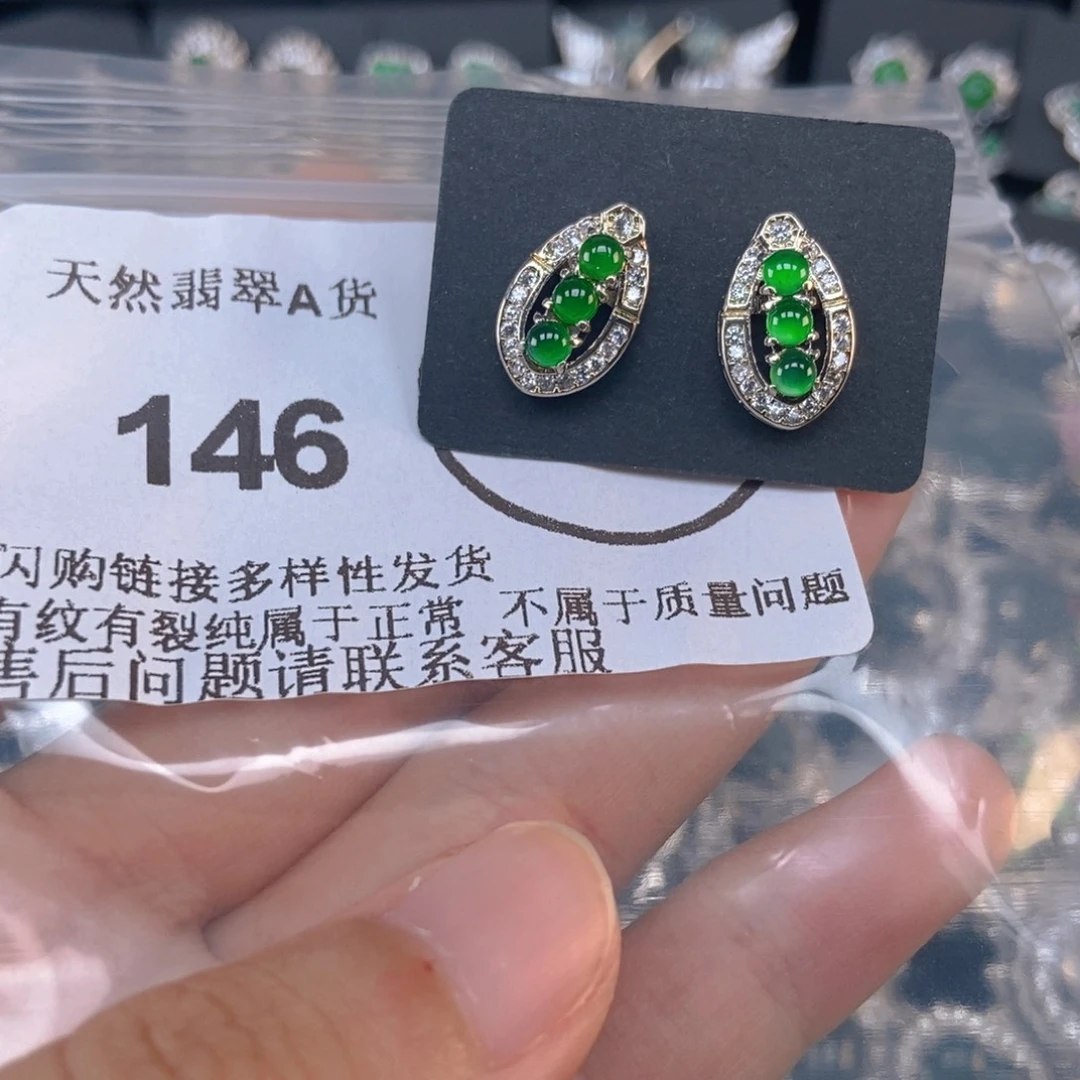 天然翡翠A货
146
闪购链接多样性发货
有纹有裂纯属于正常 不属于质量问题
售后问题请联系客服